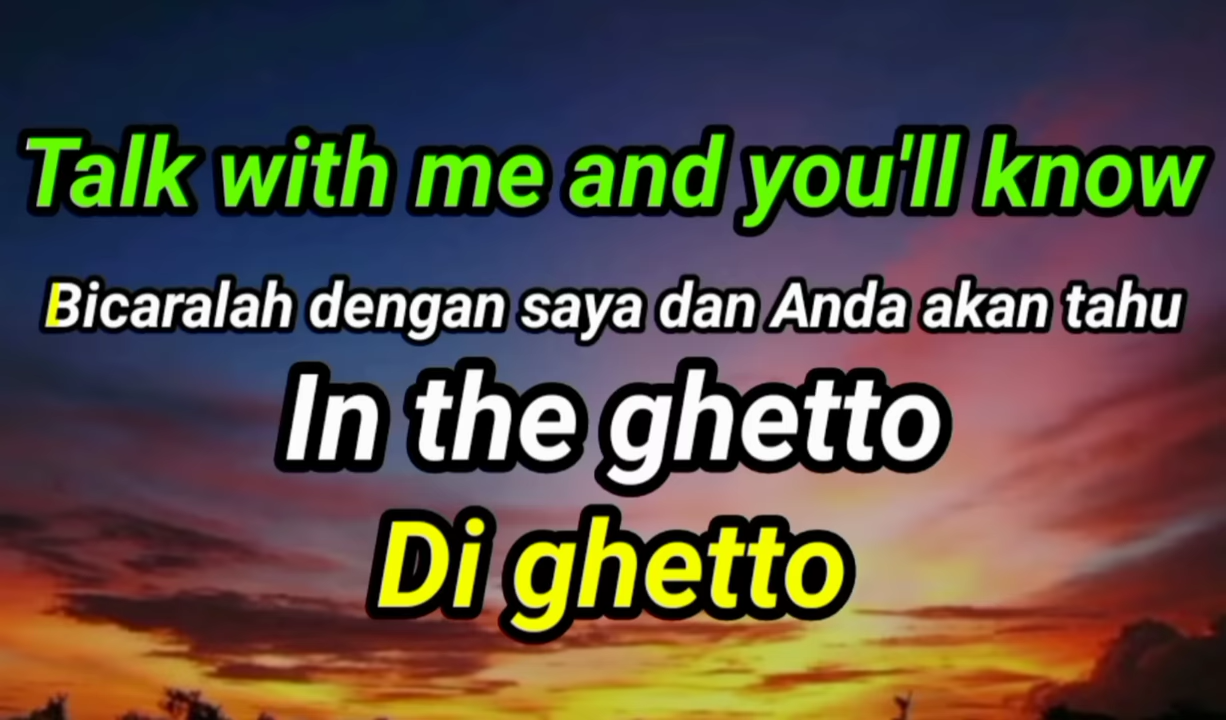 Talk with me and you'll know
Bicaralah dengan saya dan Anda akan tahu
In the ghetto
Di ghetto